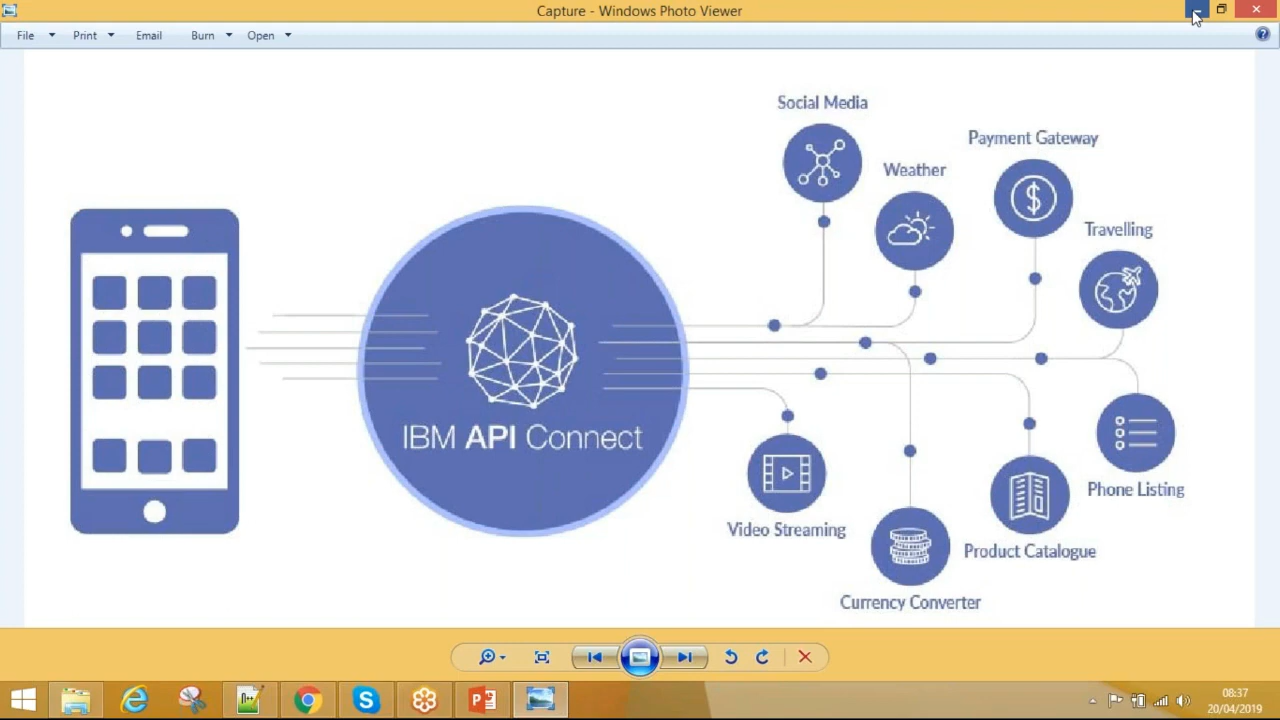 Capture - Windows Photo Viewer
File Print Email Burn Open
Social Media
Payment Gateway
Weather
Travelling
IBM API Connect
Phone Listing
Video Streaming
Product Catalogue
Currency Converter
08:37
20/04/2019